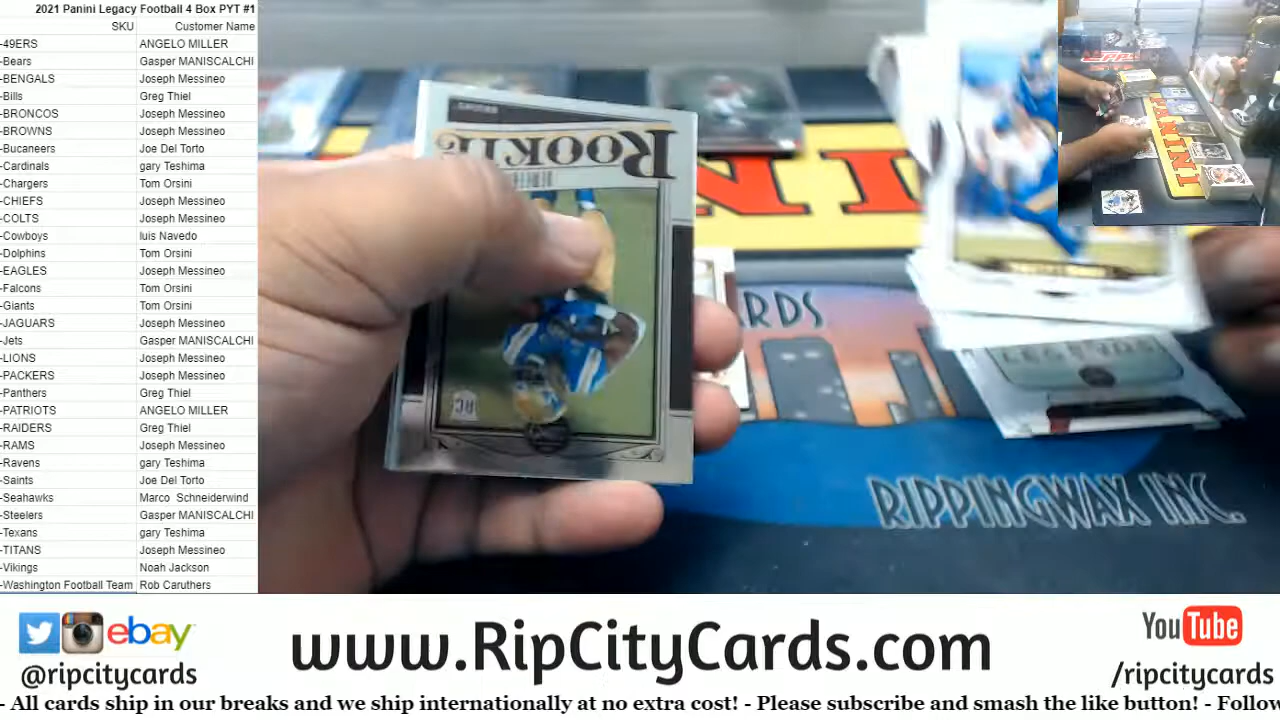 2021 Panini Legacy Football 4 Box PYT #1
SKU Customer Name
-49ERS ANGELO MILLER
-Bears Gasper MANISCALCHI
-BENGALS Joseph Messineo
-Bills Greg Thiel
-BRONCOS Joseph Messineo
-BROWNS Joseph Messineo
-Bucaneers Joe Del Torto
-Cardinals gary Teshima
-Chargers Tom Orsini
-CHIEFS Joseph Messineo
-COLTS Joseph Messineo
-Cowboys luis Navedo
-Dolphins Tom Orsini
-EAGLES Joseph Messineo
-Falcons Tom Orsini
-Giants Tom Orsini
-JAGUARS Joseph Messineo
-Jets Gasper MANISCALCHI
-LIONS Joseph Messineo
-PACKERS Joseph Messineo
-Panthers Greg Thiel
-PATRIOTS ANGELO MILLER
-RAIDERS Greg Thiel
-RAMS Joseph Messineo
-Ravens gary Teshima
-Saints Joe Del Torto
-Seahawks Marco Schneiderwind
-Steelers Gasper MANISCALCHI
-Texans gary Teshima
-TITANS Joseph Messineo
-Vikings Noah Jackson
-Washington Football Team Rob Caruthers
ROOKIE
RC
PANINI
RDS
RIPPINGWAX INC.
LEGENDS
PANINI
ebay
@ripcitycards
www.RipCityCards.com
YouTube
/ripcitycards
- All cards ship in our breaks and we ship internationally at no extra cost! - Please subscribe and smash the like button! - Follow